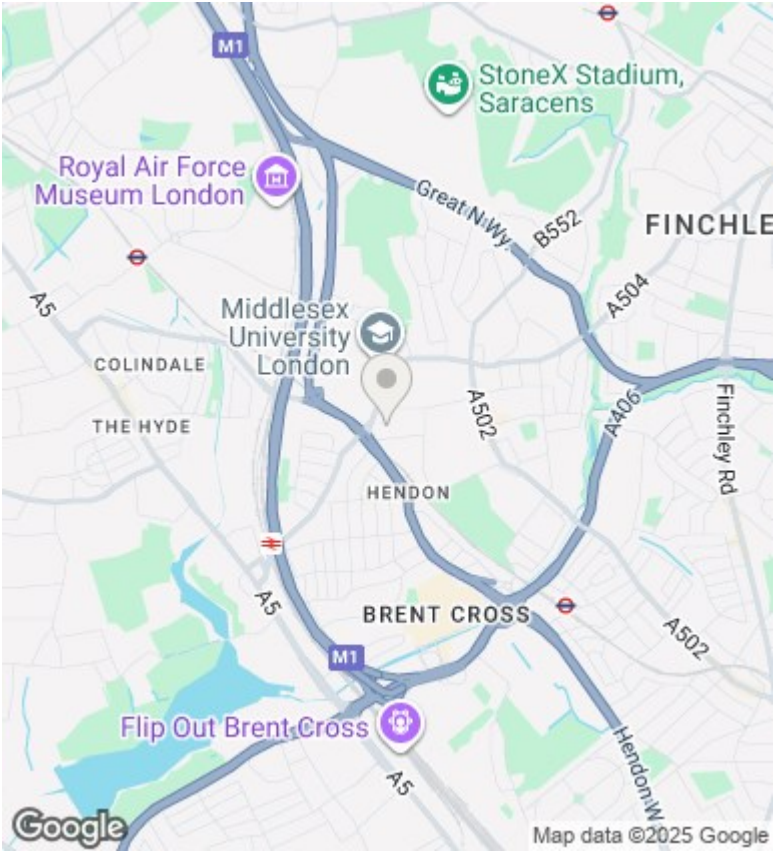 M1
StoneX Stadium,
Saracens
Royal Air Force
Museum London
Great N Wy.
B552
FINCHLE
A5
A504
Middlesex
University
London
COLINDALE
A502
A406
THE HYDE
Finchley Rd
HENDON
A5
BRENT CROSS
A502
M1
Flip Out Brent Cross
Hendon W
A5
Google
Map data ©2025 Google